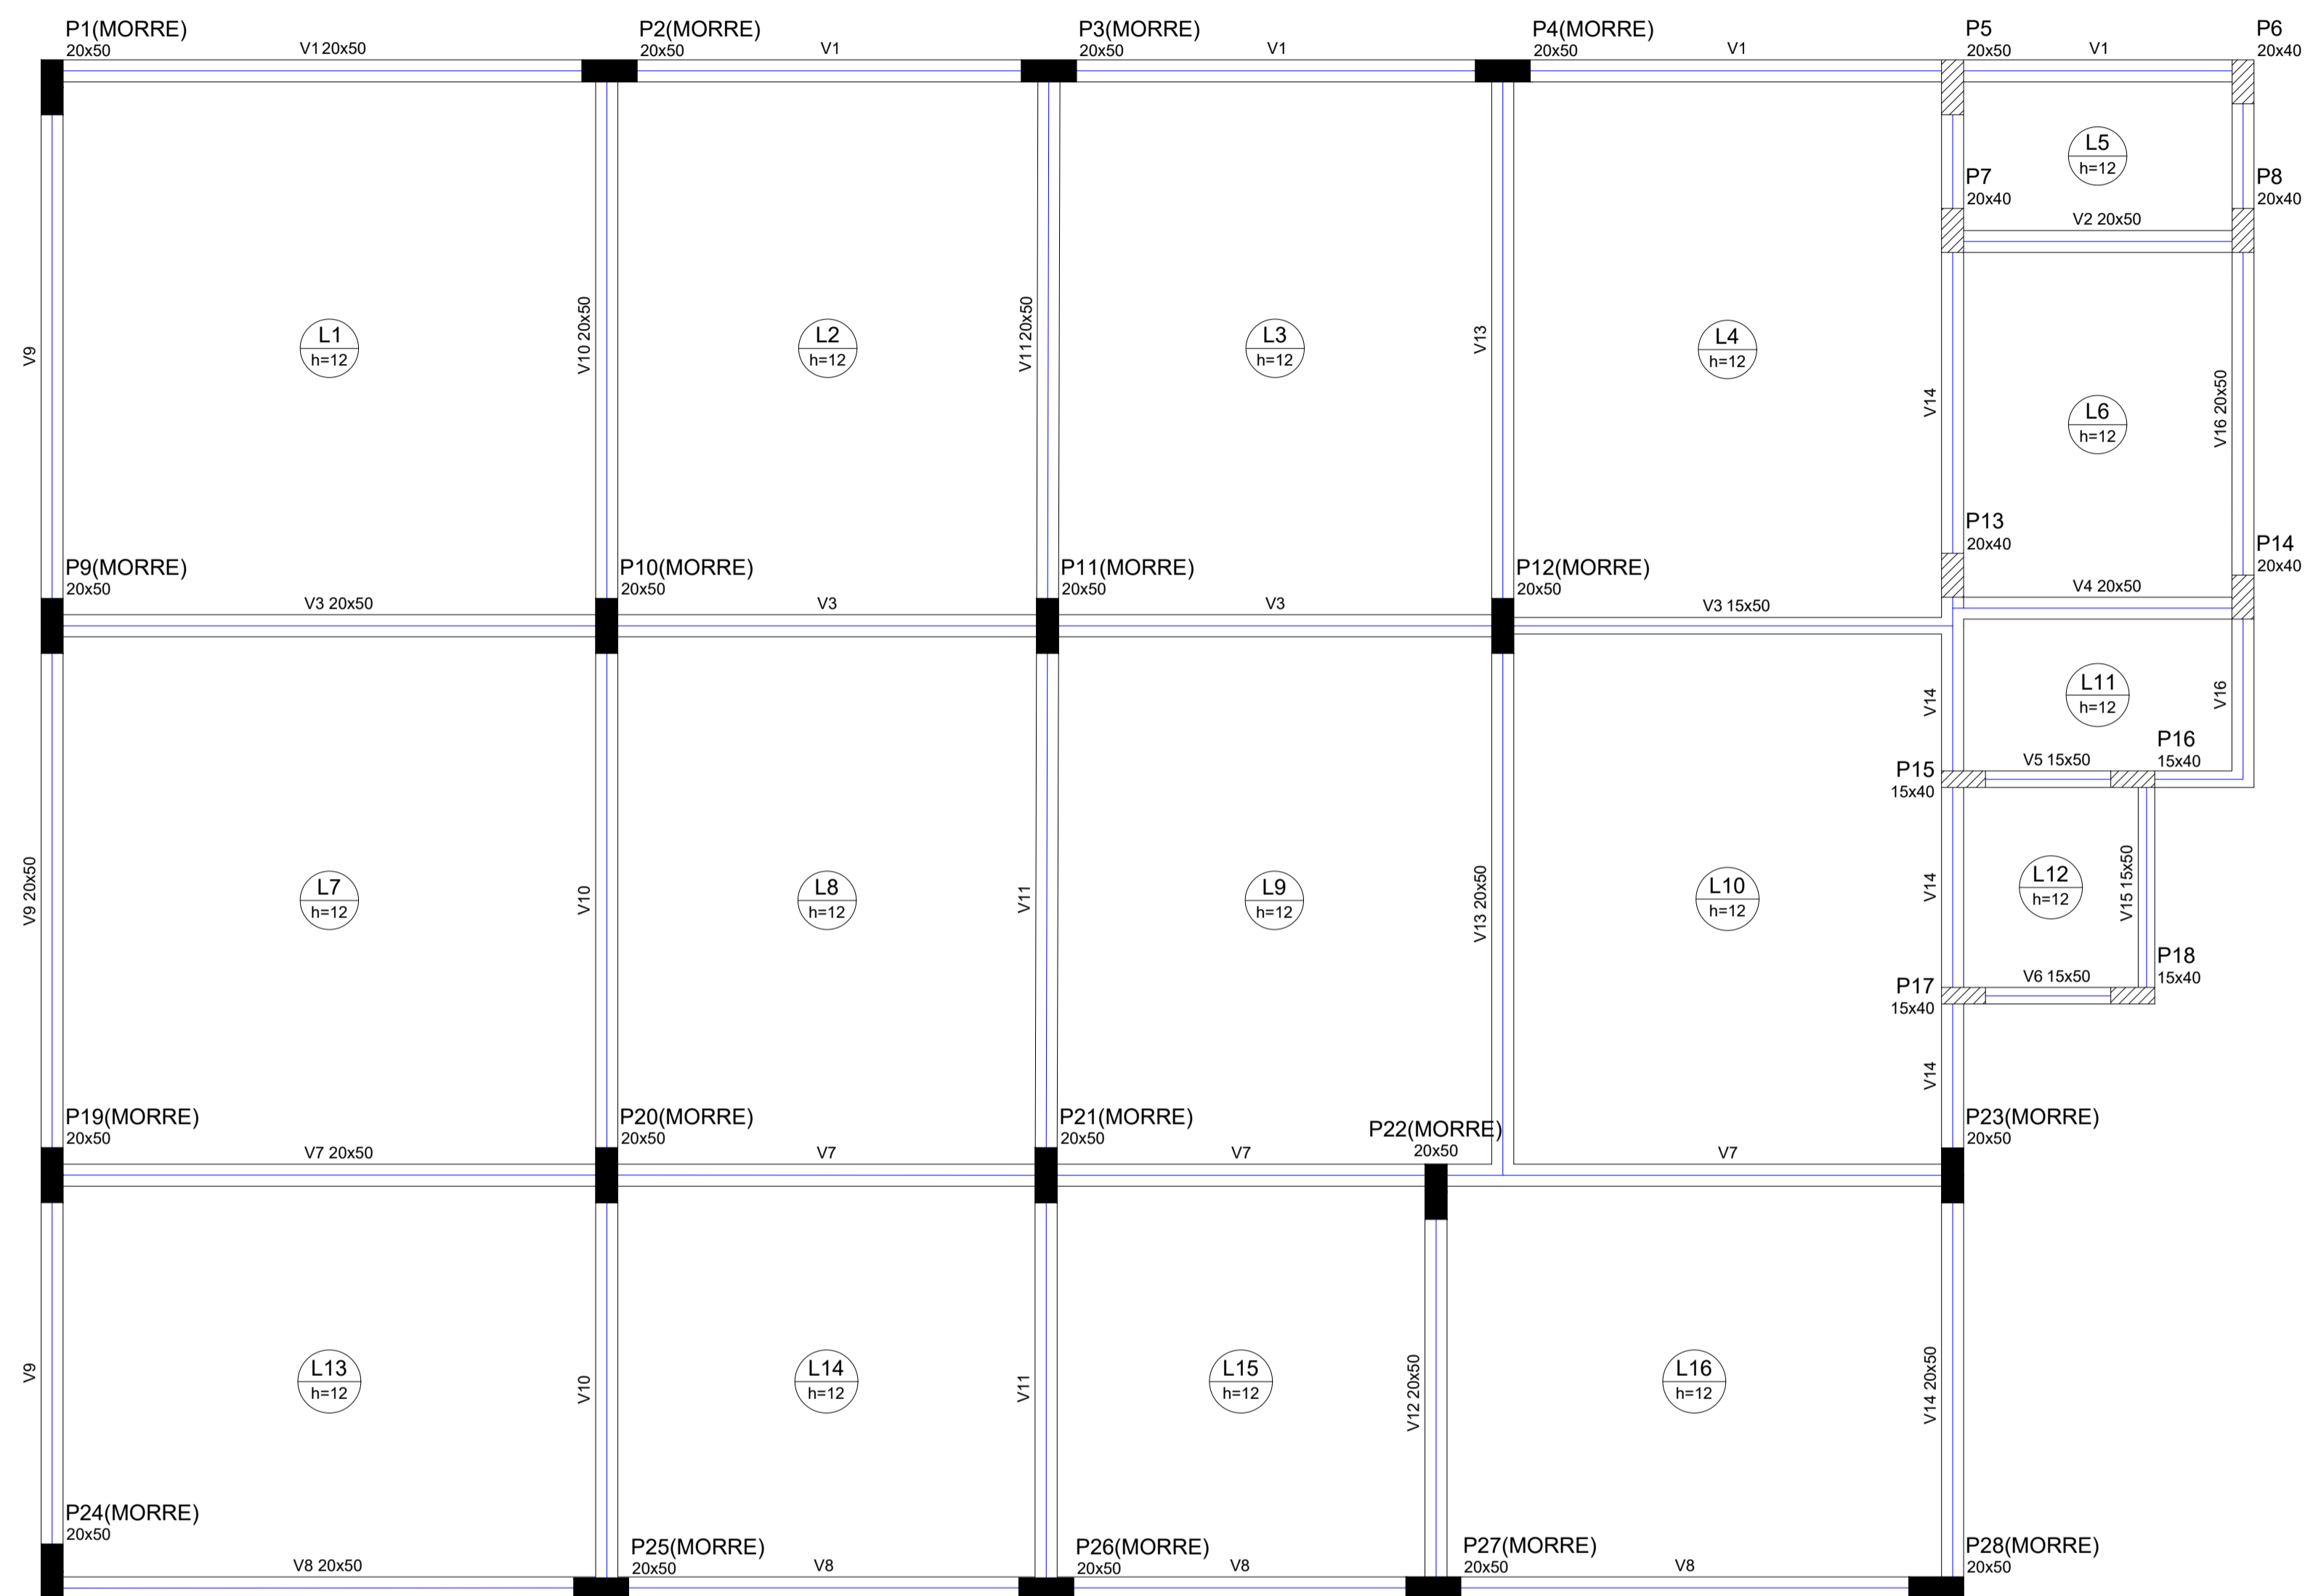 P1(MORRE)
20x50
V1 20x50
P2(MORRE)
20x50
V1
P3(MORRE)
20x50
V1
P4(MORRE)
20x50
V1
P5
20x50
V1
P6
20x40
L5
h=12
P7
20x40
P8
20x40
V2 20x50
V9
L1
h=12
V10 20x50
L2
h=12
V11 20x50
L3
h=12
V13
L4
h=12
V14
L6
h=12
V16 20x50
P13
20x40
P14
20x40
P9(MORRE)
20x50
V3 20x50
P10(MORRE)
20x50
V3
P11(MORRE)
20x50
V3
P12(MORRE)
20x50
V3 15x50
V4 20x50
V14
L11
h=12
V16
P15
15x40
V5 15x50
P16
15x40
V9 20x50
L7
h=12
V10
L8
h=12
V11
L9
h=12
V13 20x50
L10
h=12
V14
L12
h=12
V15 15x50
P17
15x40
V6 15x50
P18
15x40
V14
P19(MORRE)
20x50
V7 20x50
P20(MORRE)
20x50
V7
P21(MORRE)
20x50
V7
P22(MORRE)
20x50
V7
P23(MORRE)
20x50
V9
L13
h=12
V10
L14
h=12
V11
L15
h=12
V12 20x50
L16
h=12
V14 20x50
P24(MORRE)
20x50
V8 20x50
P25(MORRE)
20x50
V8
P26(MORRE)
20x50
V8
P27(MORRE)
20x50
V8
P28(MORRE)
20x50